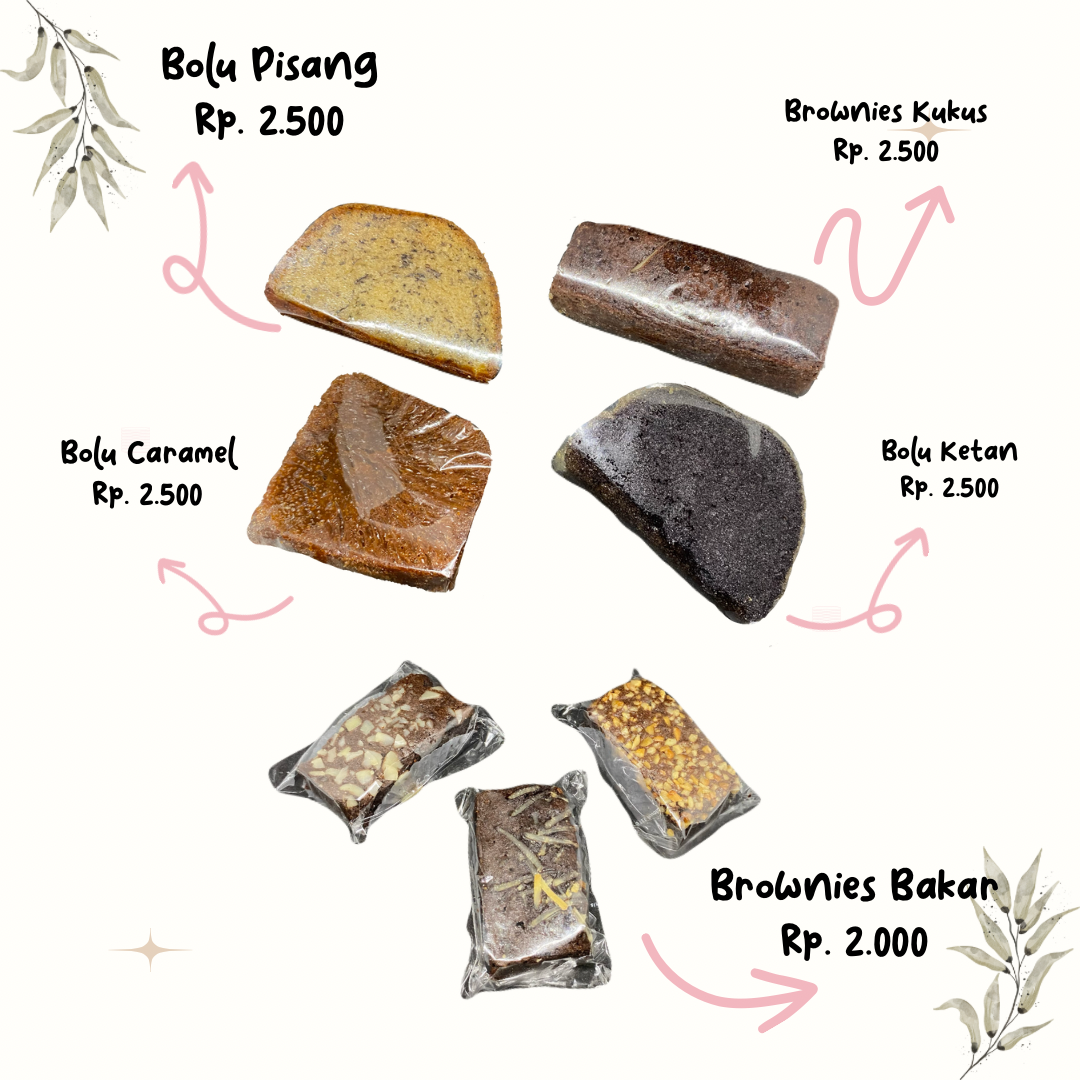 Bolu Pisang
Rp. 2.500
Brownies Kukus
Rp. 2.500
Bolu Caramel
Rp. 2.500
Bolu Ketan
Rp. 2.500
Brownies Bakar
Rp. 2.000